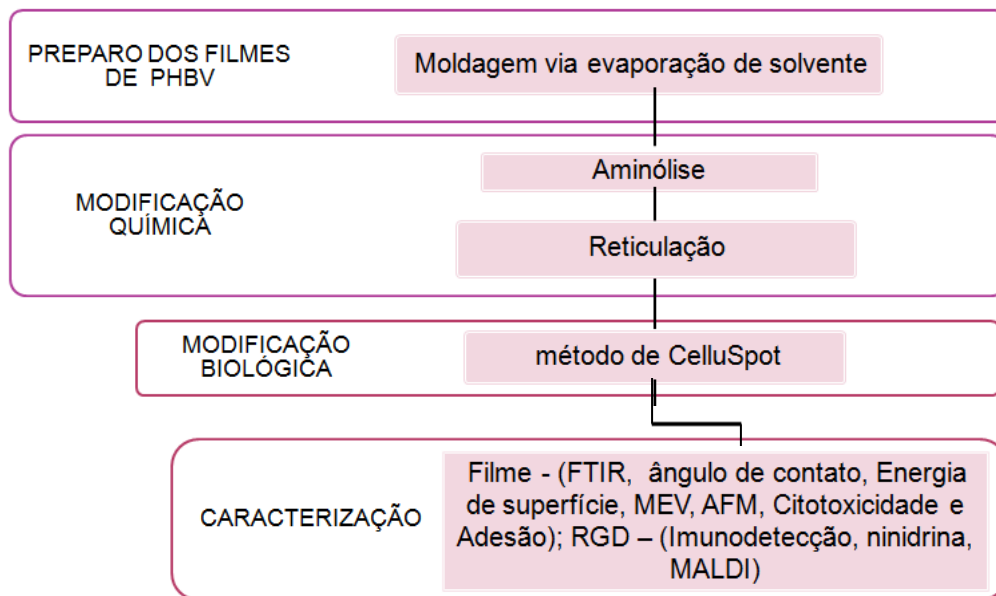 PREPARO DOS FILMES
DE PHBV
Moldagem via evaporação de solvente
MODIFICAÇÃO
QUÍMICA
Aminólise
Reticulação
MODIFICAÇÃO
BIOLÓGICA
método de CelluSpot
CARACTERIZAÇÃO
Filme - (FTIR, ângulo de contato, Energia
de superfície, MEV, AFM, Citotoxicidade e
Adesão); RGD – (Imunodetecção, ninidrina,
MALDI)